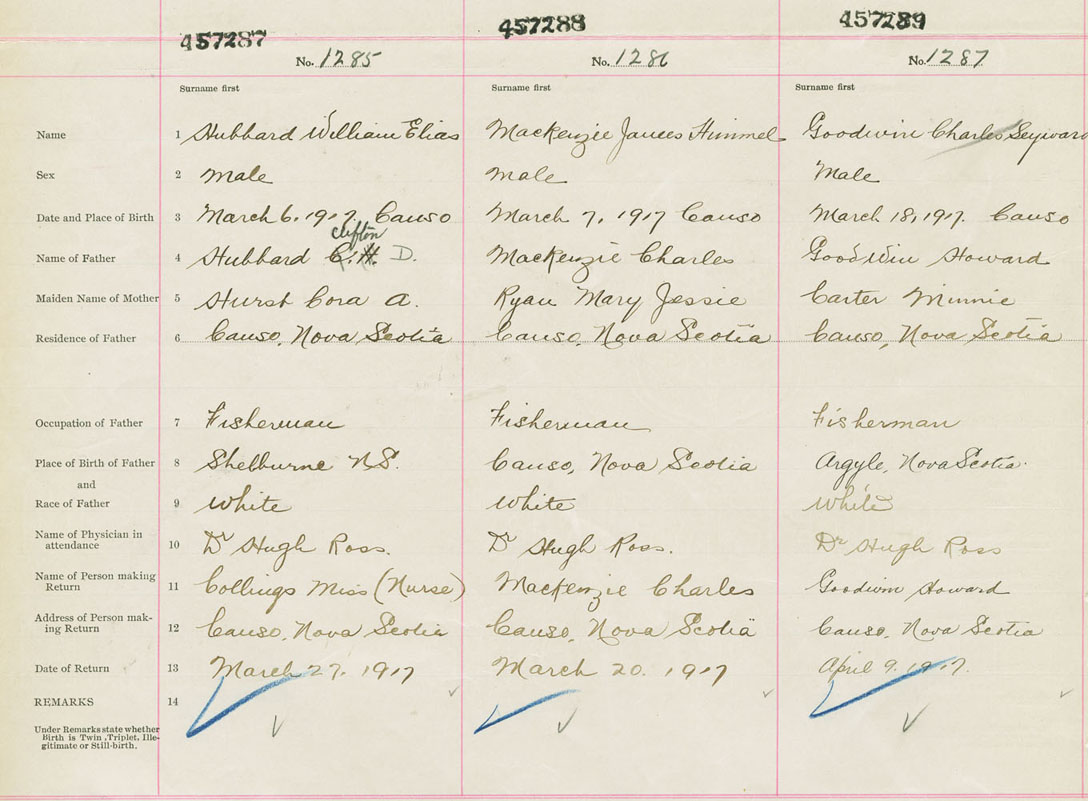 457287 457288 457289
No. 1285 No. 1286 No. 1287
Surname first Surname first Surname first
Name 1 Hubbard William Elias Mackenzie James Himmel Goodwin Charles Seyward
Sex 2 Male Male Male
Date and Place of Birth 3 March 6, 1917. Canso March 7, 1917 Canso March 18, 1917. Canso
Clifton
Name of Father 4 Hubbard C. H. D. Mackenzie Charles Goodwin Howard
Maiden Name of Mother 5 Hurst Cora A. Ryan Mary Jessie Carter Minnie
Residence of Father 6 Canso, Nova Scotia Canso, Nova Scotia Canso, Nova Scotia
Occupation of Father 7 Fisherman Fisherman Fisherman
Place of Birth of Father 8 Shelburne N.S. Canso, Nova Scotia Argyle, Nova Scotia.
and
Race of Father 9 White White White
Name of Physician in
attendance 10 Dr Hugh Ross. Dr Hugh Ross. Dr Hugh Ross
Name of Person making
Return 11 Collings Miss (Nurse) Mackenzie Charles Goodwin Howard
Address of Person mak-
ing Return 12 Canso, Nova Scotia Canso, Nova Scotia Canso, Nova Scotia
Date of Return 13 March 27, 1917 March 20, 1917 April 9, 1917.
REMARKS 14
Under Remarks state whether
Birth is Twin, Triplet, Ille-
gitimate or Still-birth.